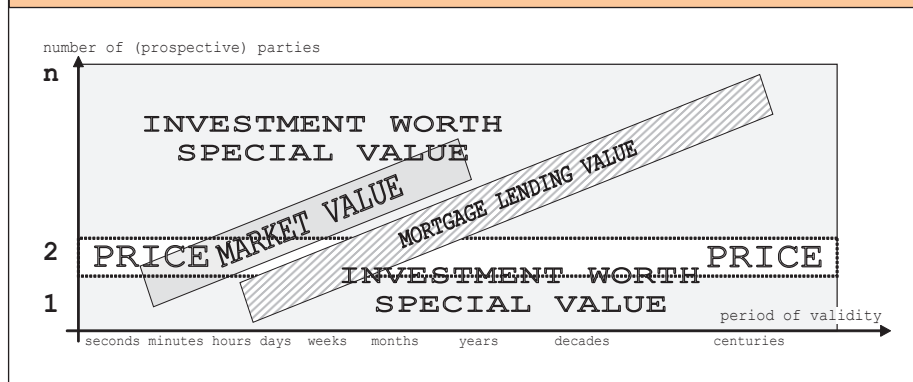 number of (prospective) parties
n
INVESTMENT WORTH
SPECIAL VALUE
MARKET VALUE
MORTGAGE LENDING VALUE
2
PRICE
PRICE
INVESTMENT WORTH
1
SPECIAL VALUE
period of validity
seconds minutes hours days weeks months years decades centuries